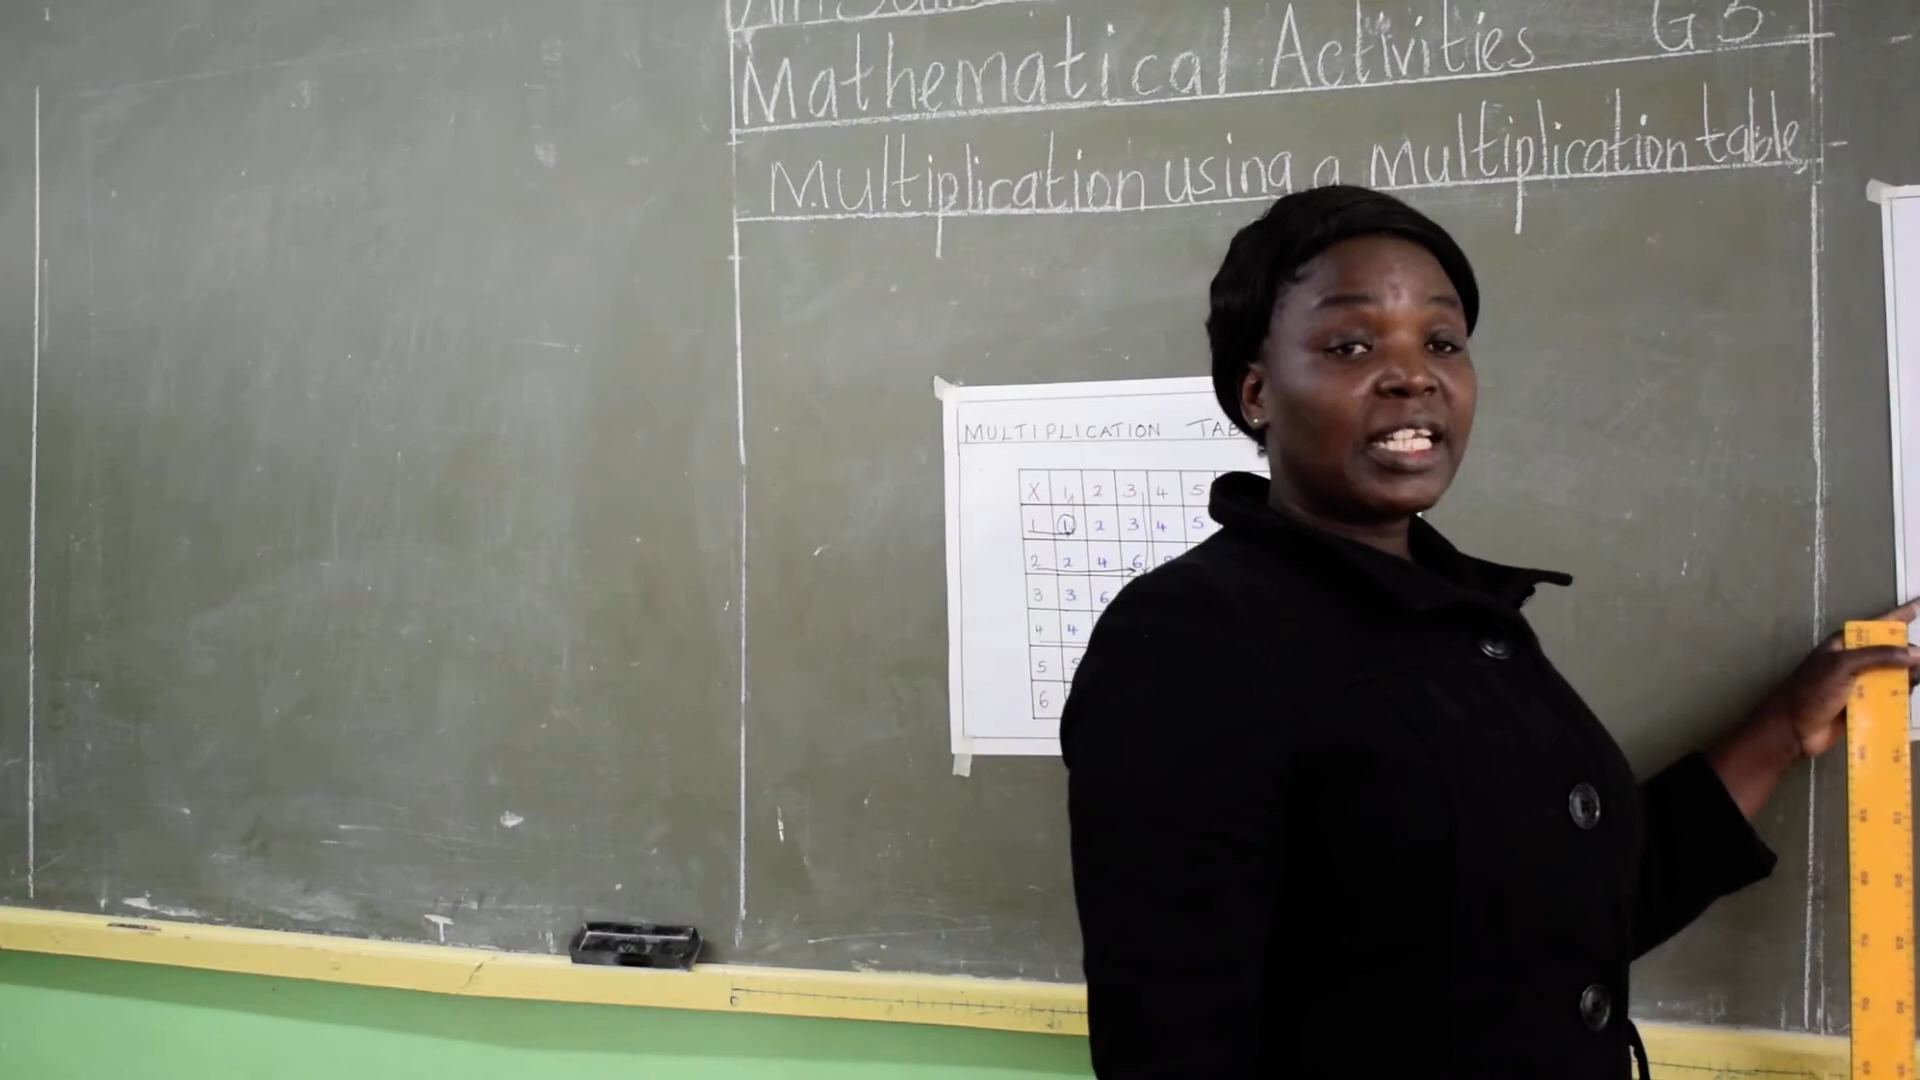 Mathematical Activities G3
Multiplication using a multiplication table
MULTIPLICATION
X 1 2 3 4 5
1 1 2 3 4 5
2 2 4 6
3 3 6
4 4
5 5
6